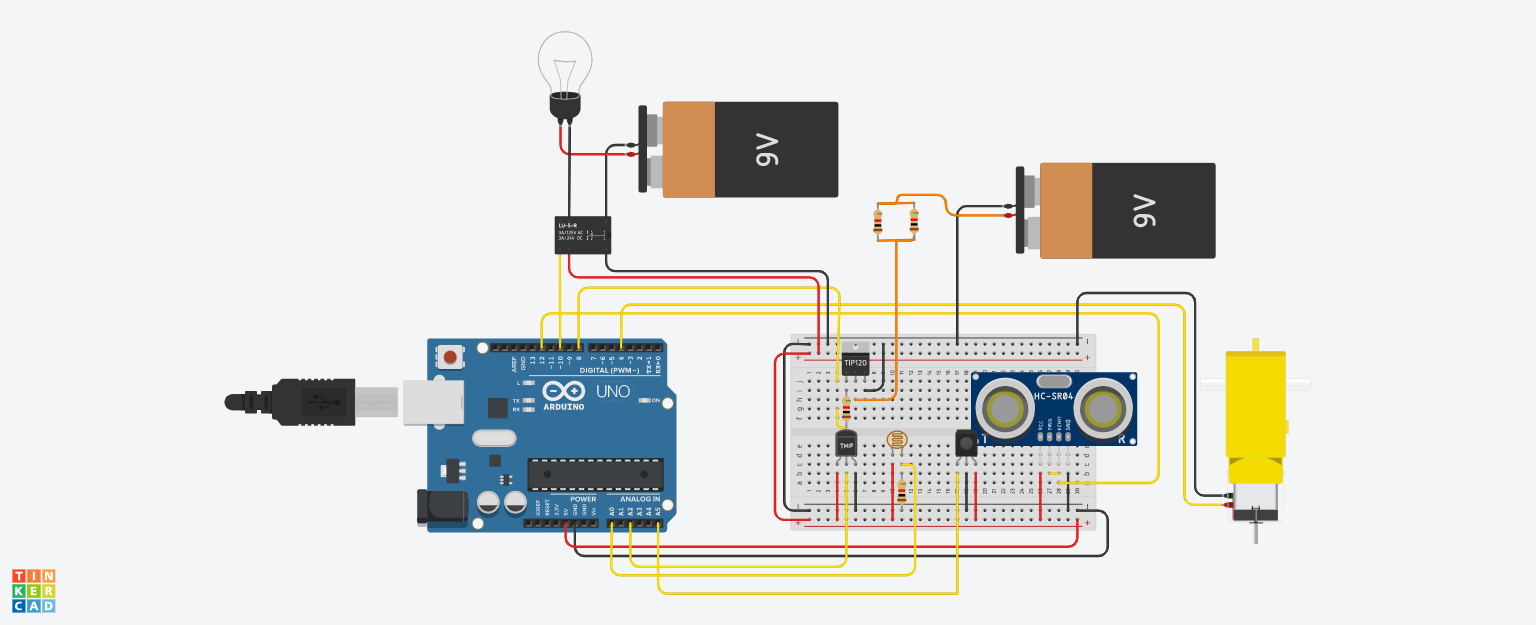 9V
9V
LU-5-R
3A/125V AC
3A/24V DC
AREF
GND
13
12
~11
~10
~9
8
7
~6
~5
4
~3
2
TX→1
RX←0
DIGITAL (PWM~)
L
TX
RX
ON
ARDUINO
UNO
POWER
ANALOG IN
IOREF
RESET
3.3V
5V
GND
GND
Vin
A0
A1
A2
A3
A4
A5
TIP120
TMP
HC-SR04
T
R
VCC
TRIG
ECHO
GND
TIN
KER
CAD